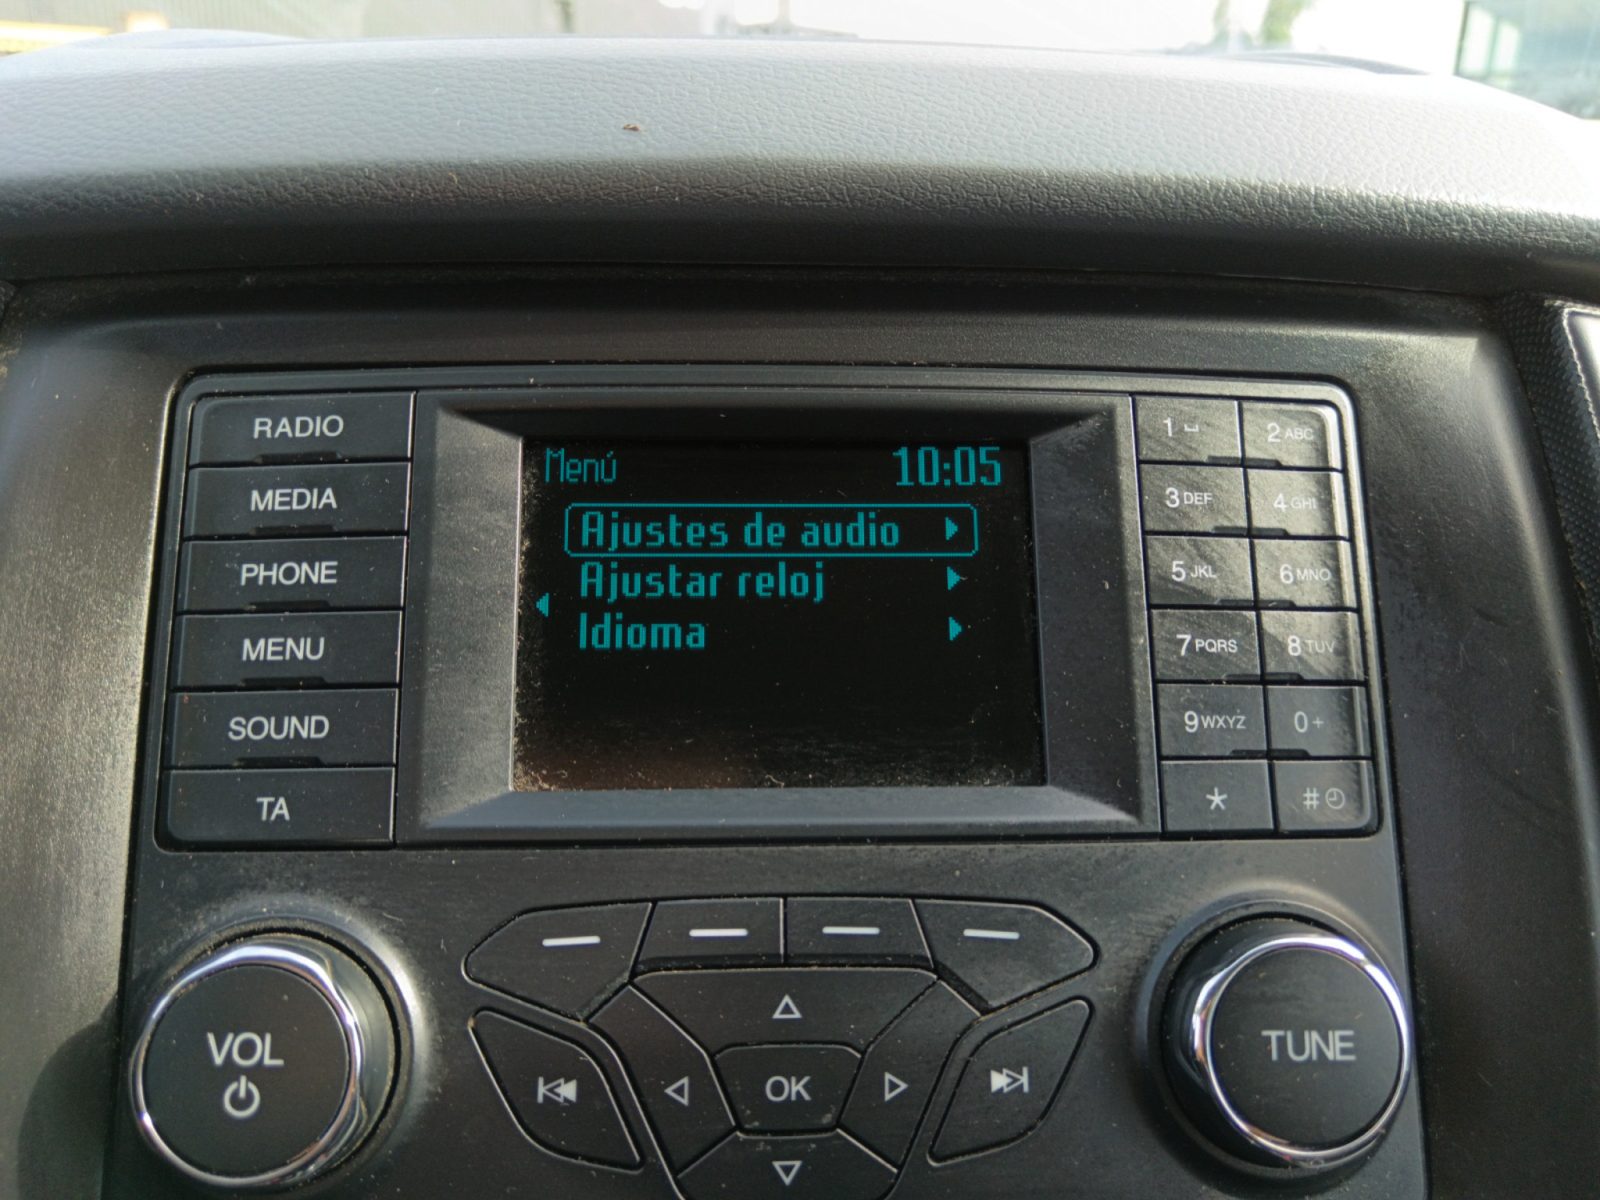 RADIO
MEDIA
PHONE
MENU
SOUND
TA
Menú 10:05
Ajustes de audio
Ajustar reloj
Idioma
1 2 ABC
3 DEF 4 GHI
5 JKL 6 MNO
7 PQRS 8 TUV
9 WXYZ 0 +
* #
VOL
OK
TUNE